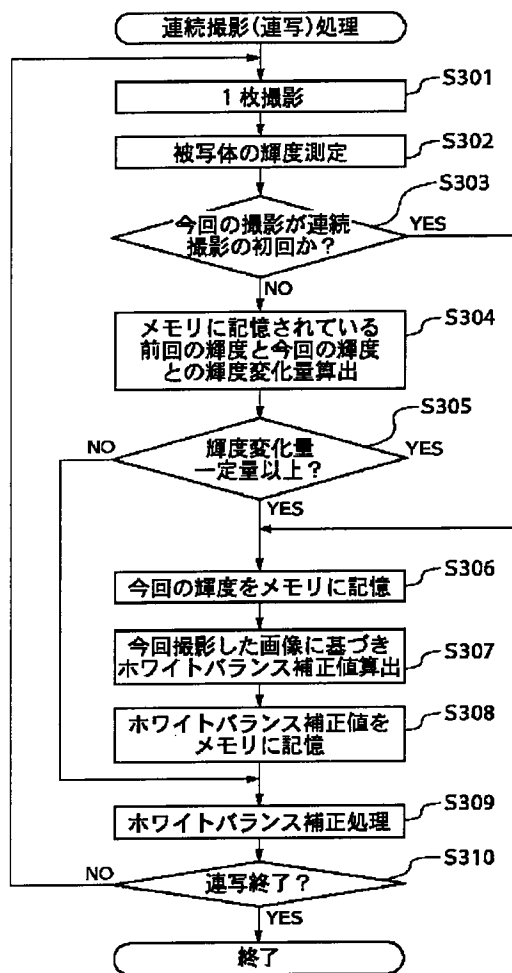 連続撮影(連写)処理
S301
1枚撮影
S302
被写体の輝度測定
S303
今回の撮影が連続
撮影の初回か?
YES
NO
S304
メモリに記憶されている
前回の輝度と今回の輝度
との輝度変化量算出
S305
NO
輝度変化量
一定量以上?
YES
YES
S306
今回の輝度をメモリに記憶
今回撮影した画像に基づき
ホワイトバランス補正値算出
S307
S308
ホワイトバランス補正値を
メモリに記憶
S309
ホワイトバランス補正処理
S310
NO
連写終了?
YES
終了